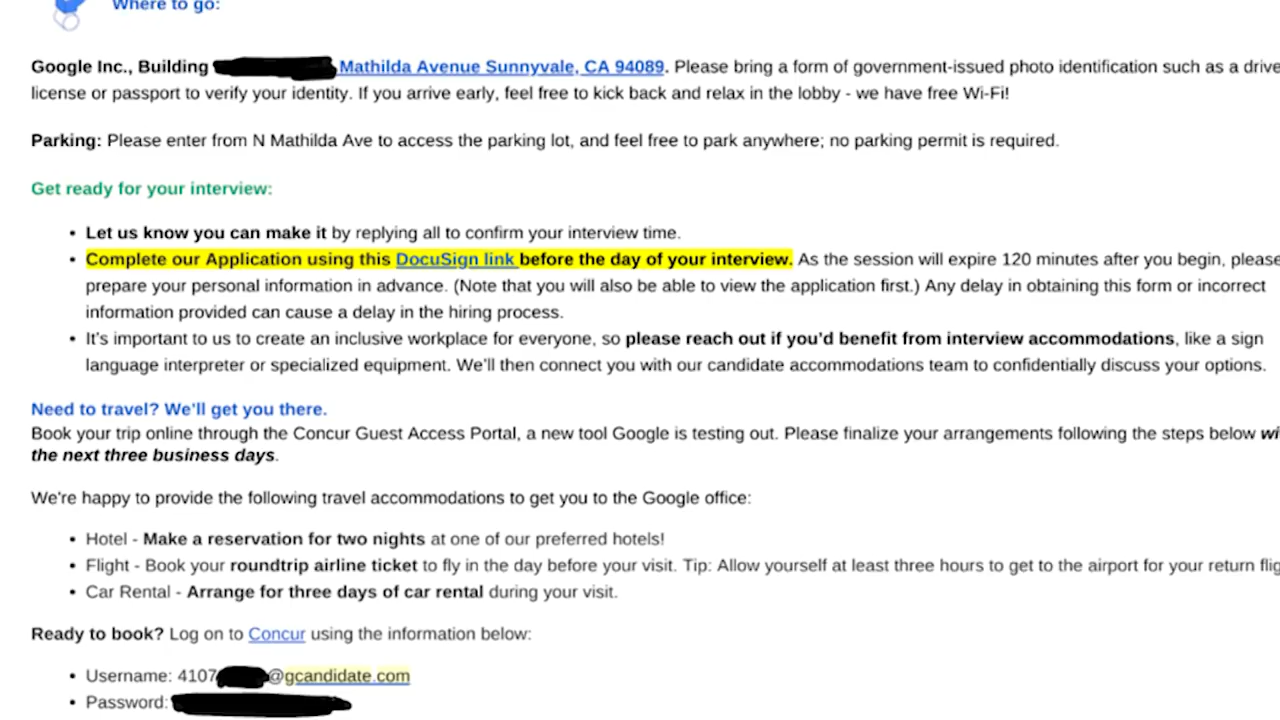 Where to go:
Google Inc., Building Mathilda Avenue Sunnyvale, CA 94089. Please bring a form of government-issued photo identification such as a drive
license or passport to verify your identity. If you arrive early, feel free to kick back and relax in the lobby - we have free Wi-Fi!
Parking: Please enter from N Mathilda Ave to access the parking lot, and feel free to park anywhere; no parking permit is required.
Get ready for your interview:
• Let us know you can make it by replying all to confirm your interview time.
• Complete our Application using this DocuSign link before the day of your interview. As the session will expire 120 minutes after you begin, please
prepare your personal information in advance. (Note that you will also be able to view the application first.) Any delay in obtaining this form or incorrect
information provided can cause a delay in the hiring process.
• It's important to us to create an inclusive workplace for everyone, so please reach out if you'd benefit from interview accommodations, like a sign
language interpreter or specialized equipment. We'll then connect you with our candidate accommodations team to confidentially discuss your options.
Need to travel? We'll get you there.
Book your trip online through the Concur Guest Access Portal, a new tool Google is testing out. Please finalize your arrangements following the steps below wi
the next three business days.
We're happy to provide the following travel accommodations to get you to the Google office:
• Hotel - Make a reservation for two nights at one of our preferred hotels!
• Flight - Book your roundtrip airline ticket to fly in the day before your visit. Tip: Allow yourself at least three hours to get to the airport for your return flig
• Car Rental - Arrange for three days of car rental during your visit.
Ready to book? Log on to Concur using the information below:
• Username: 4107 @gcandidate.com
• Password: